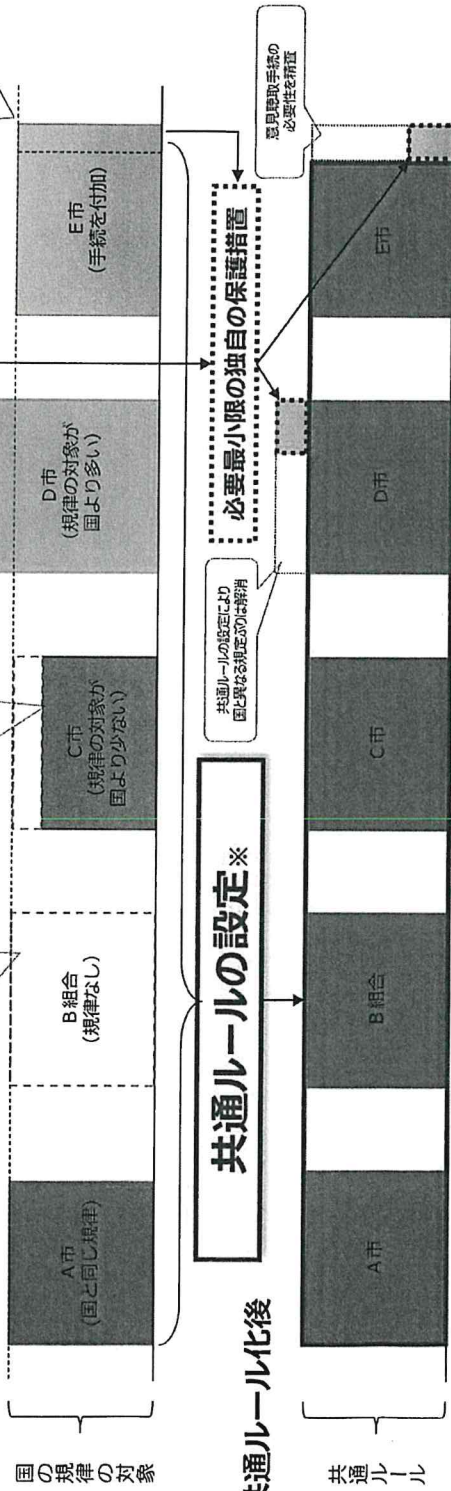 国の規律の対象
A市
(国と同じ規律)
B組合
(規律なし)
C市
(規律の対象が
国より少ない)
D市
(規律の対象が
国より多い)
E市
(手続を付加)
共通ルールの設定※
共通ルールの設定により
国と異なる規定ぶりは解消
必要最小限の独自の保護措置
意見聴取手続の
必要性を精査
共通ルール化後
共通ルール
A市
B組合
C市
D市
E市